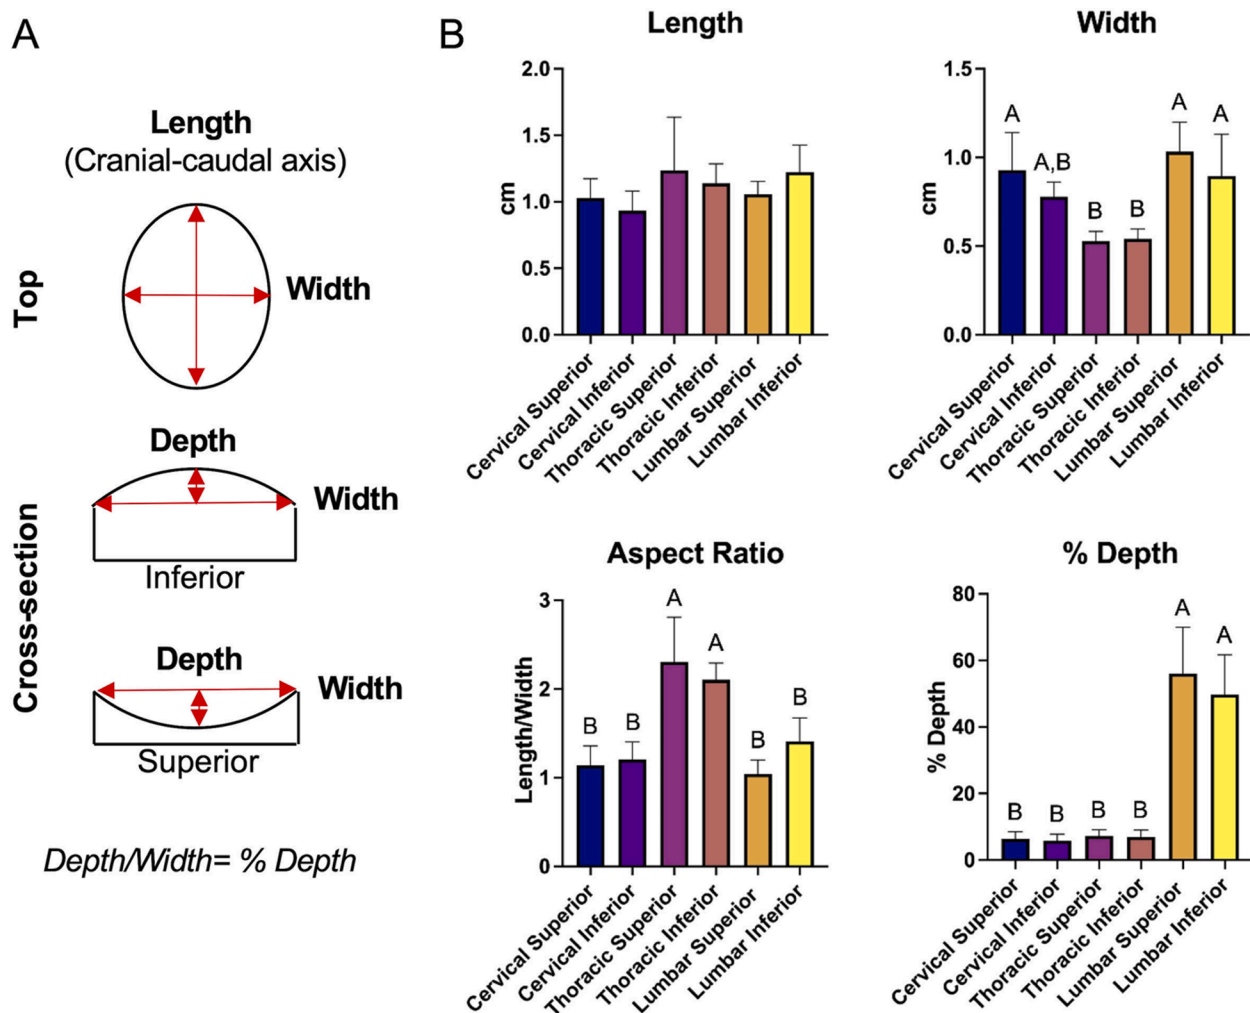 A
Length
(Cranial-caudal axis)
Top
Width
Depth
Width
Inferior
Cross-section
Depth
Width
Superior
Depth/Width= % Depth
B
Length
2.0
1.5
1.0
0.5
0.0
cm
Cervical Superior
Cervical Inferior
Thoracic Superior
Thoracic Inferior
Lumbar Superior
Lumbar Inferior
Width
1.5
1.0
0.5
0.0
cm
A
A,B
B
B
A
A
Cervical Superior
Cervical Inferior
Thoracic Superior
Thoracic Inferior
Lumbar Superior
Lumbar Inferior
Aspect Ratio
3
2
1
0
Length/Width
B
B
A
A
B
B
Cervical Superior
Cervical Inferior
Thoracic Superior
Thoracic Inferior
Lumbar Superior
Lumbar Inferior
% Depth
80
60
40
20
0
% Depth
B
B
B
B
A
A
Cervical Superior
Cervical Inferior
Thoracic Superior
Thoracic Inferior
Lumbar Superior
Lumbar Inferior